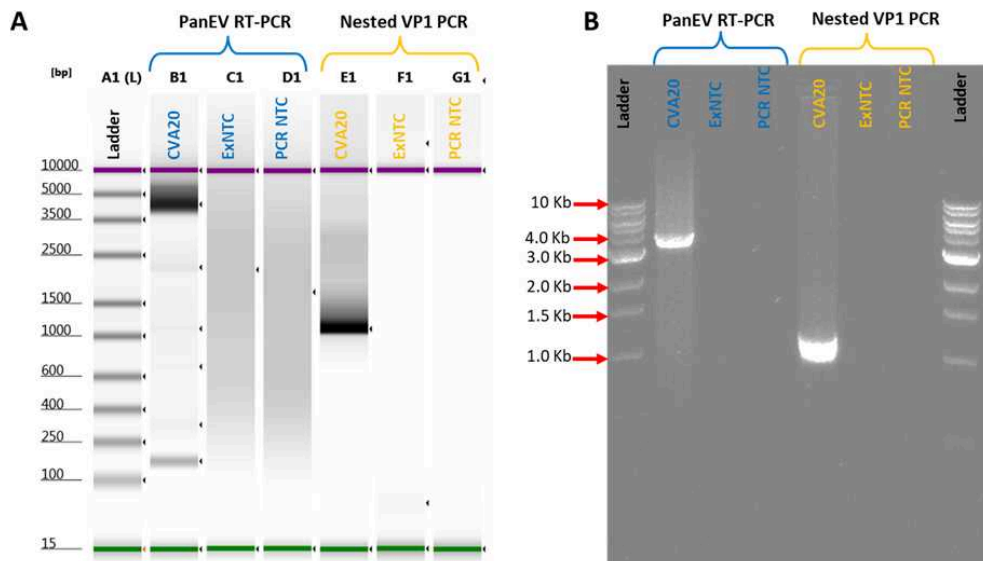 A
PanEV RT-PCR
Nested VP1 PCR
[bp]
A1 (L)
B1
C1
D1
E1
F1
G1
Ladder
CVA20
ExNTC
PCR NTC
CVA20
ExNTC
PCR NTC
10000
5000
3500
2500
1500
1000
600
400
250
100
15
B
PanEV RT-PCR
Nested VP1 PCR
Ladder
CVA20
ExNTC
PCR NTC
CVA20
ExNTC
PCR NTC
Ladder
10 Kb
4.0 Kb
3.0 Kb
2.0 Kb
1.5 Kb
1.0 Kb